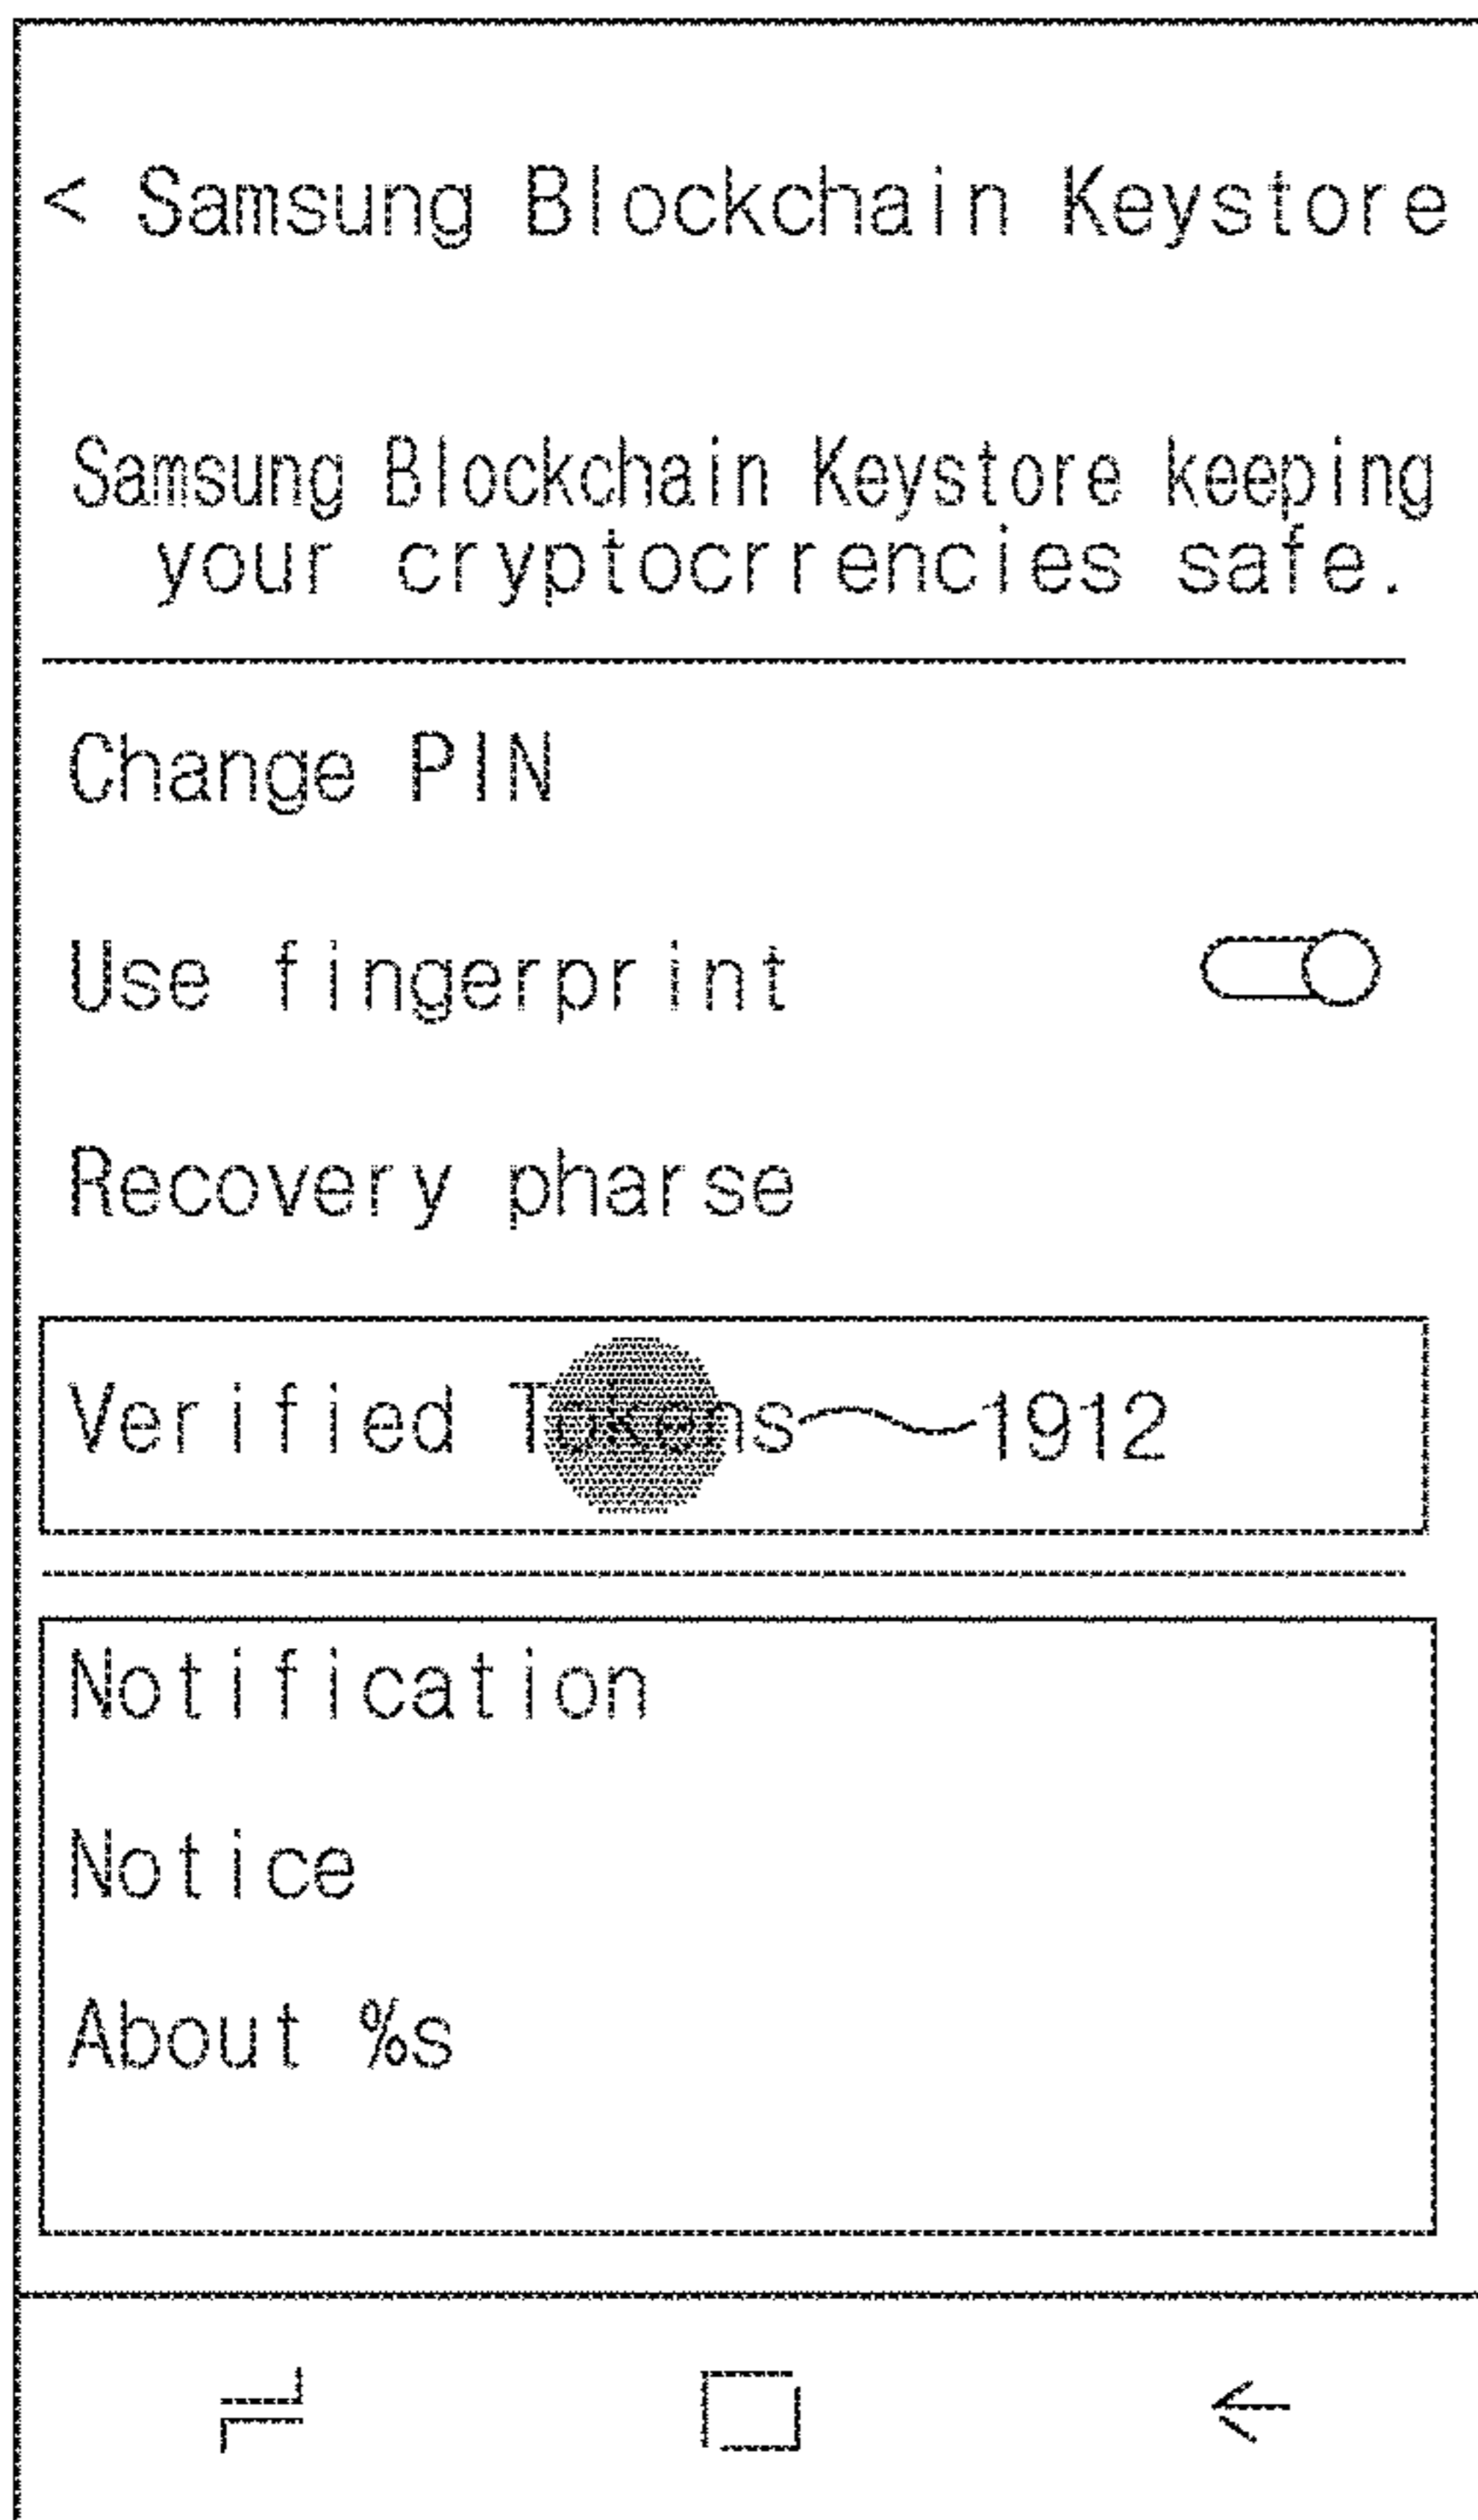 < Samsung Blockchain Keystore
Samsung Blockchain Keystore keeping
your cryptocrrencies safe.
Change PIN
Use fingerprint
Recovery pharse
Verified Tokens 1912
Notification
Notice
About %s